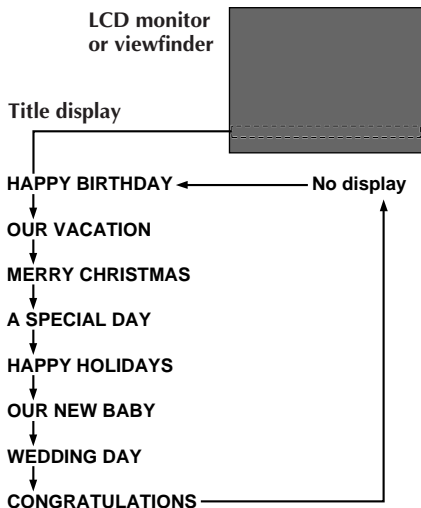 LCD monitor
or viewfinder
Title display
HAPPY BIRTHDAY
No display
OUR VACATION
MERRY CHRISTMAS
A SPECIAL DAY
HAPPY HOLIDAYS
OUR NEW BABY
WEDDING DAY
CONGRATULATIONS